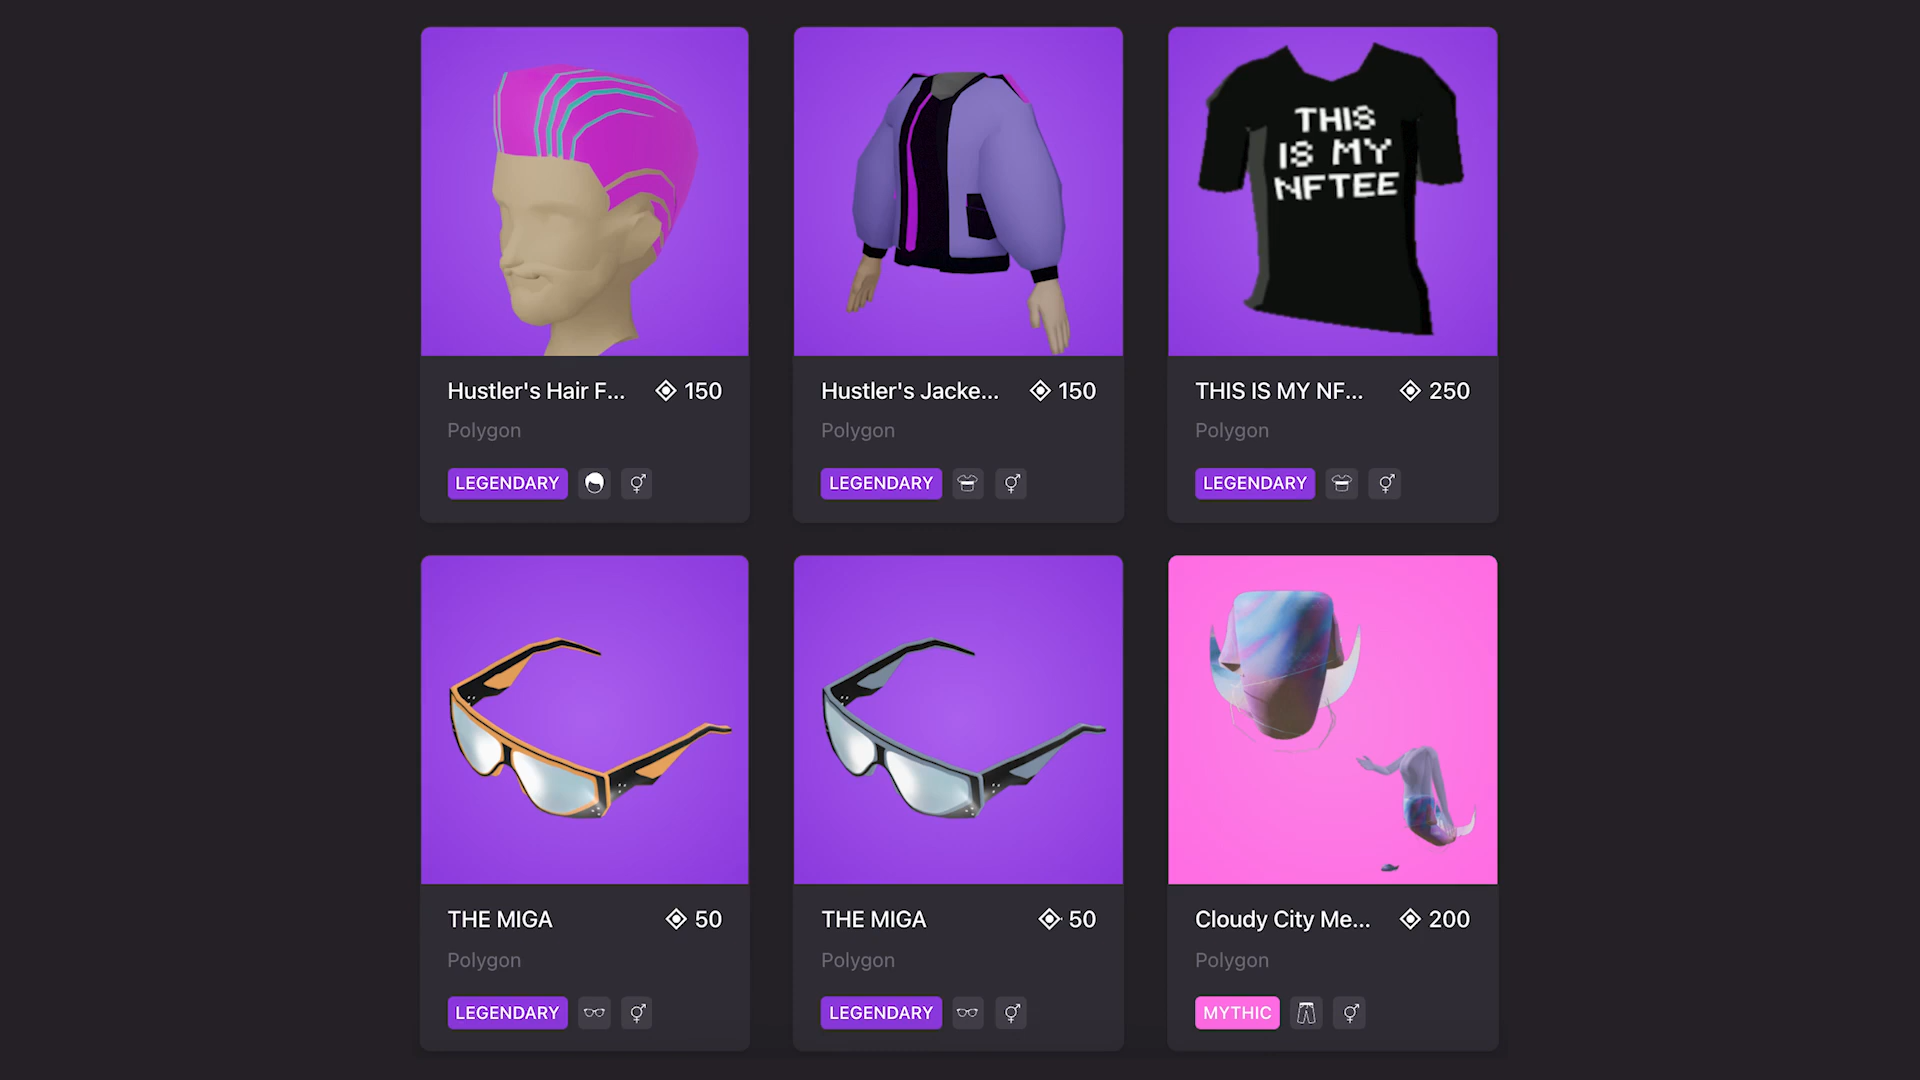 THIS
IS MY
NFTEE
Hustler's Hair F... 150
Polygon
LEGENDARY
Hustler's Jacke... 150
Polygon
LEGENDARY
THIS IS MY NF... 250
Polygon
LEGENDARY
THE MIGA 50
Polygon
LEGENDARY
THE MIGA 50
Polygon
LEGENDARY
Cloudy City Me... 200
Polygon
MYTHIC